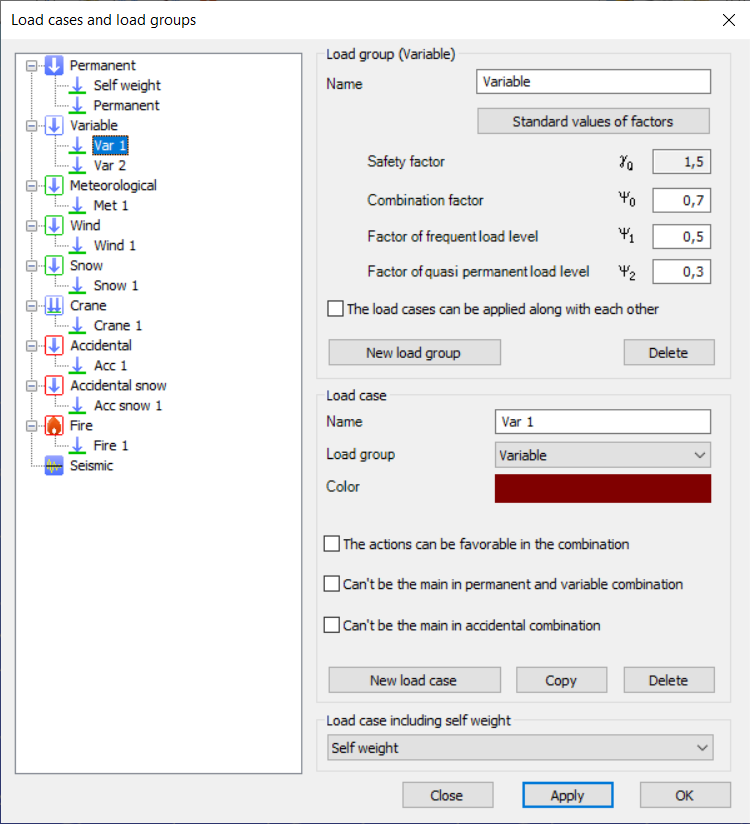 Load cases and load groups
Permanent
Self weight
Permanent
Variable
Var 1
Var 2
Meteorological
Met 1
Wind
Wind 1
Snow
Snow 1
Crane
Crane 1
Accidental
Acc 1
Accidental snow
Acc snow 1
Fire
Fire 1
Seismic
Load group (Variable)
Name Variable
Standard values of factors
Safety factor γQ 1,5
Combination factor Ψ0 0,7
Factor of frequent load level Ψ1 0,5
Factor of quasi permanent load level Ψ2 0,3
The load cases can be applied along with each other
New load group Delete
Load case
Name Var 1
Load group Variable
Color
The actions can be favorable in the combination
Can't be the main in permanent and variable combination
Can't be the main in accidental combination
New load case Copy Delete
Load case including self weight
Self weight
Close Apply OK